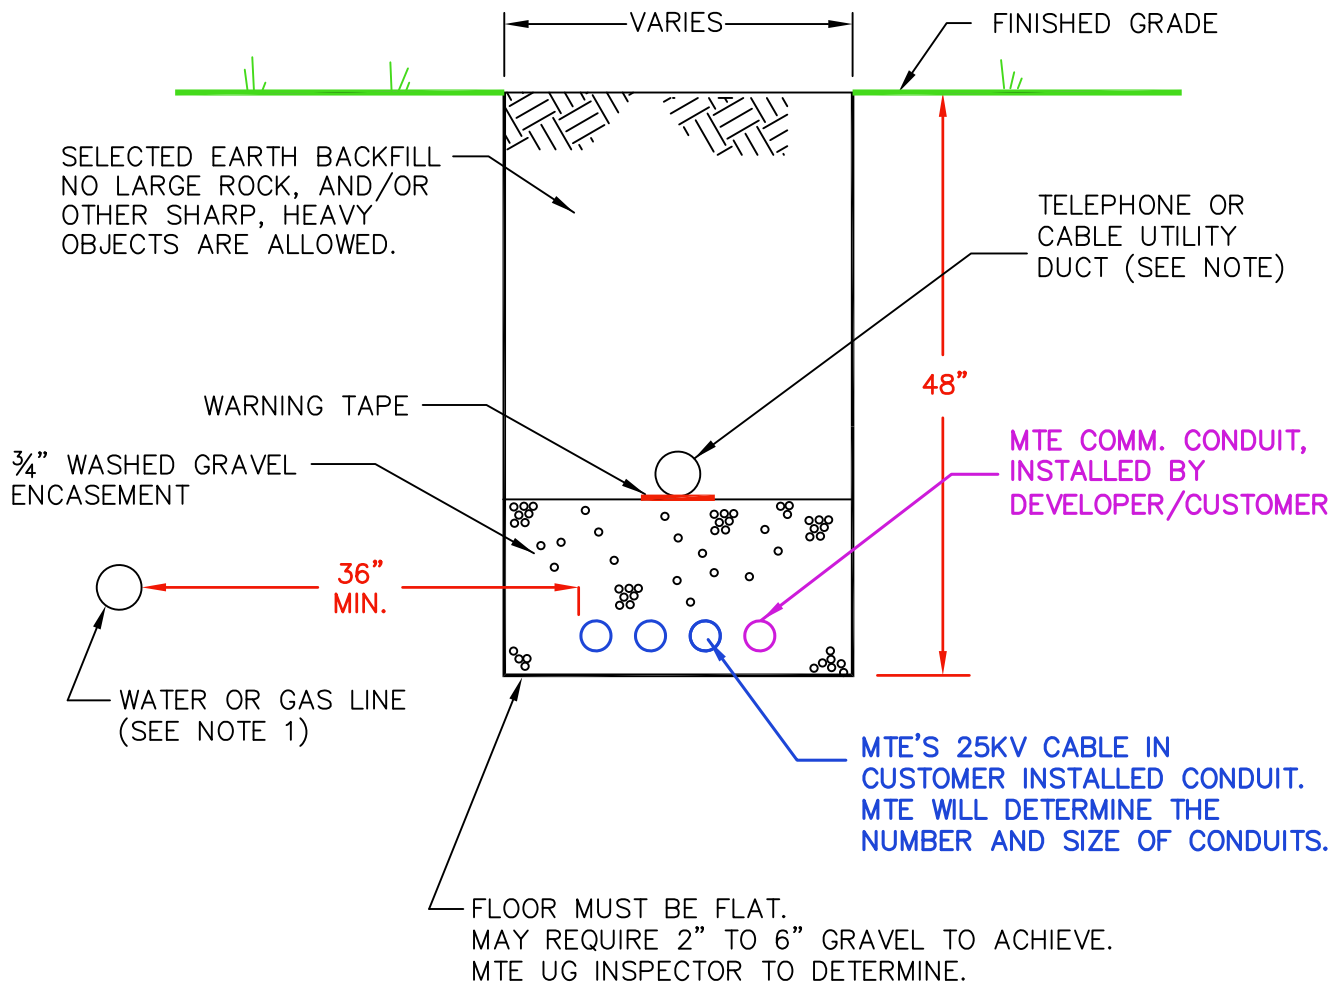 VARIES
FINISHED GRADE
SELECTED EARTH BACKFILL
NO LARGE ROCK, AND/OR
OTHER SHARP, HEAVY
OBJECTS ARE ALLOWED.
TELEPHONE OR
CABLE UTILITY
DUCT (SEE NOTE)
48”
WARNING TAPE
¾” WASHED GRAVEL
ENCASEMENT
MTE COMM. CONDUIT,
INSTALLED BY
DEVELOPER/CUSTOMER
36”
MIN.
WATER OR GAS LINE
(SEE NOTE 1)
MTE’S 25KV CABLE IN
CUSTOMER INSTALLED CONDUIT.
MTE WILL DETERMINE THE
NUMBER AND SIZE OF CONDUITS.
FLOOR MUST BE FLAT.
MAY REQUIRE 2” TO 6” GRAVEL TO ACHIEVE.
MTE UG INSPECTOR TO DETERMINE.